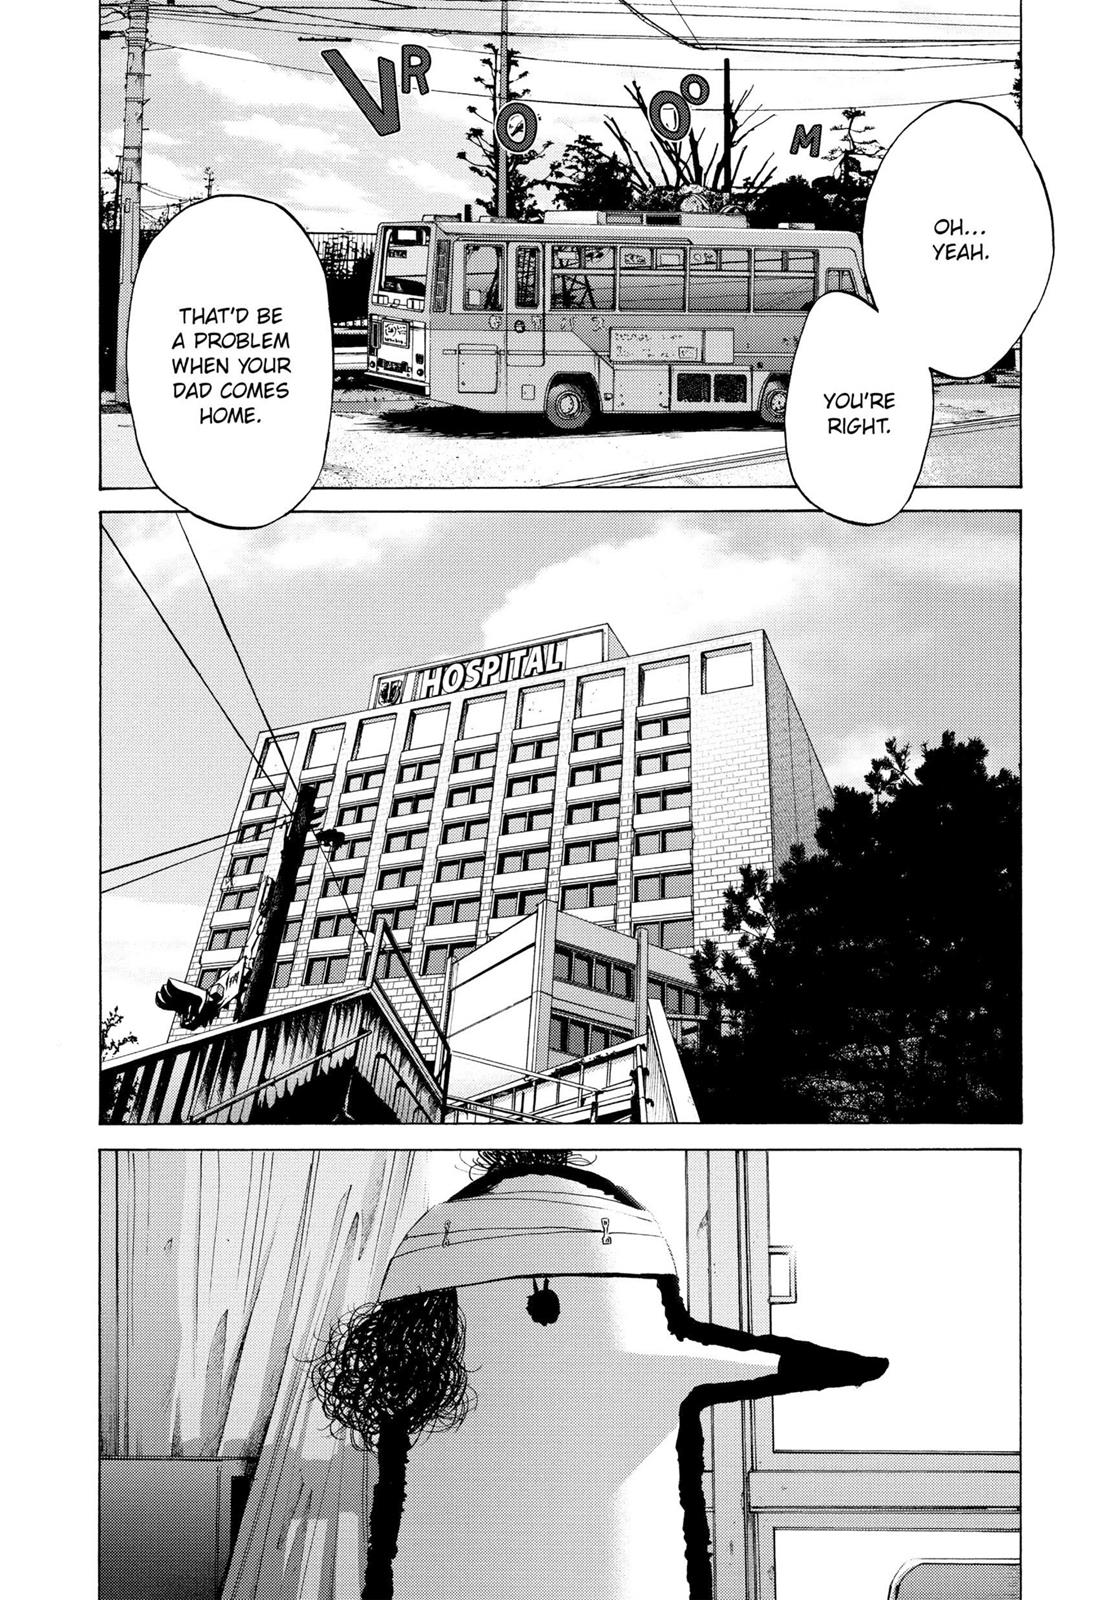 VROOOM
OH...
YEAH.
YOU'RE
RIGHT.
THAT'D BE
A PROBLEM
WHEN YOUR
DAD COMES
HOME.
HOSPITAL